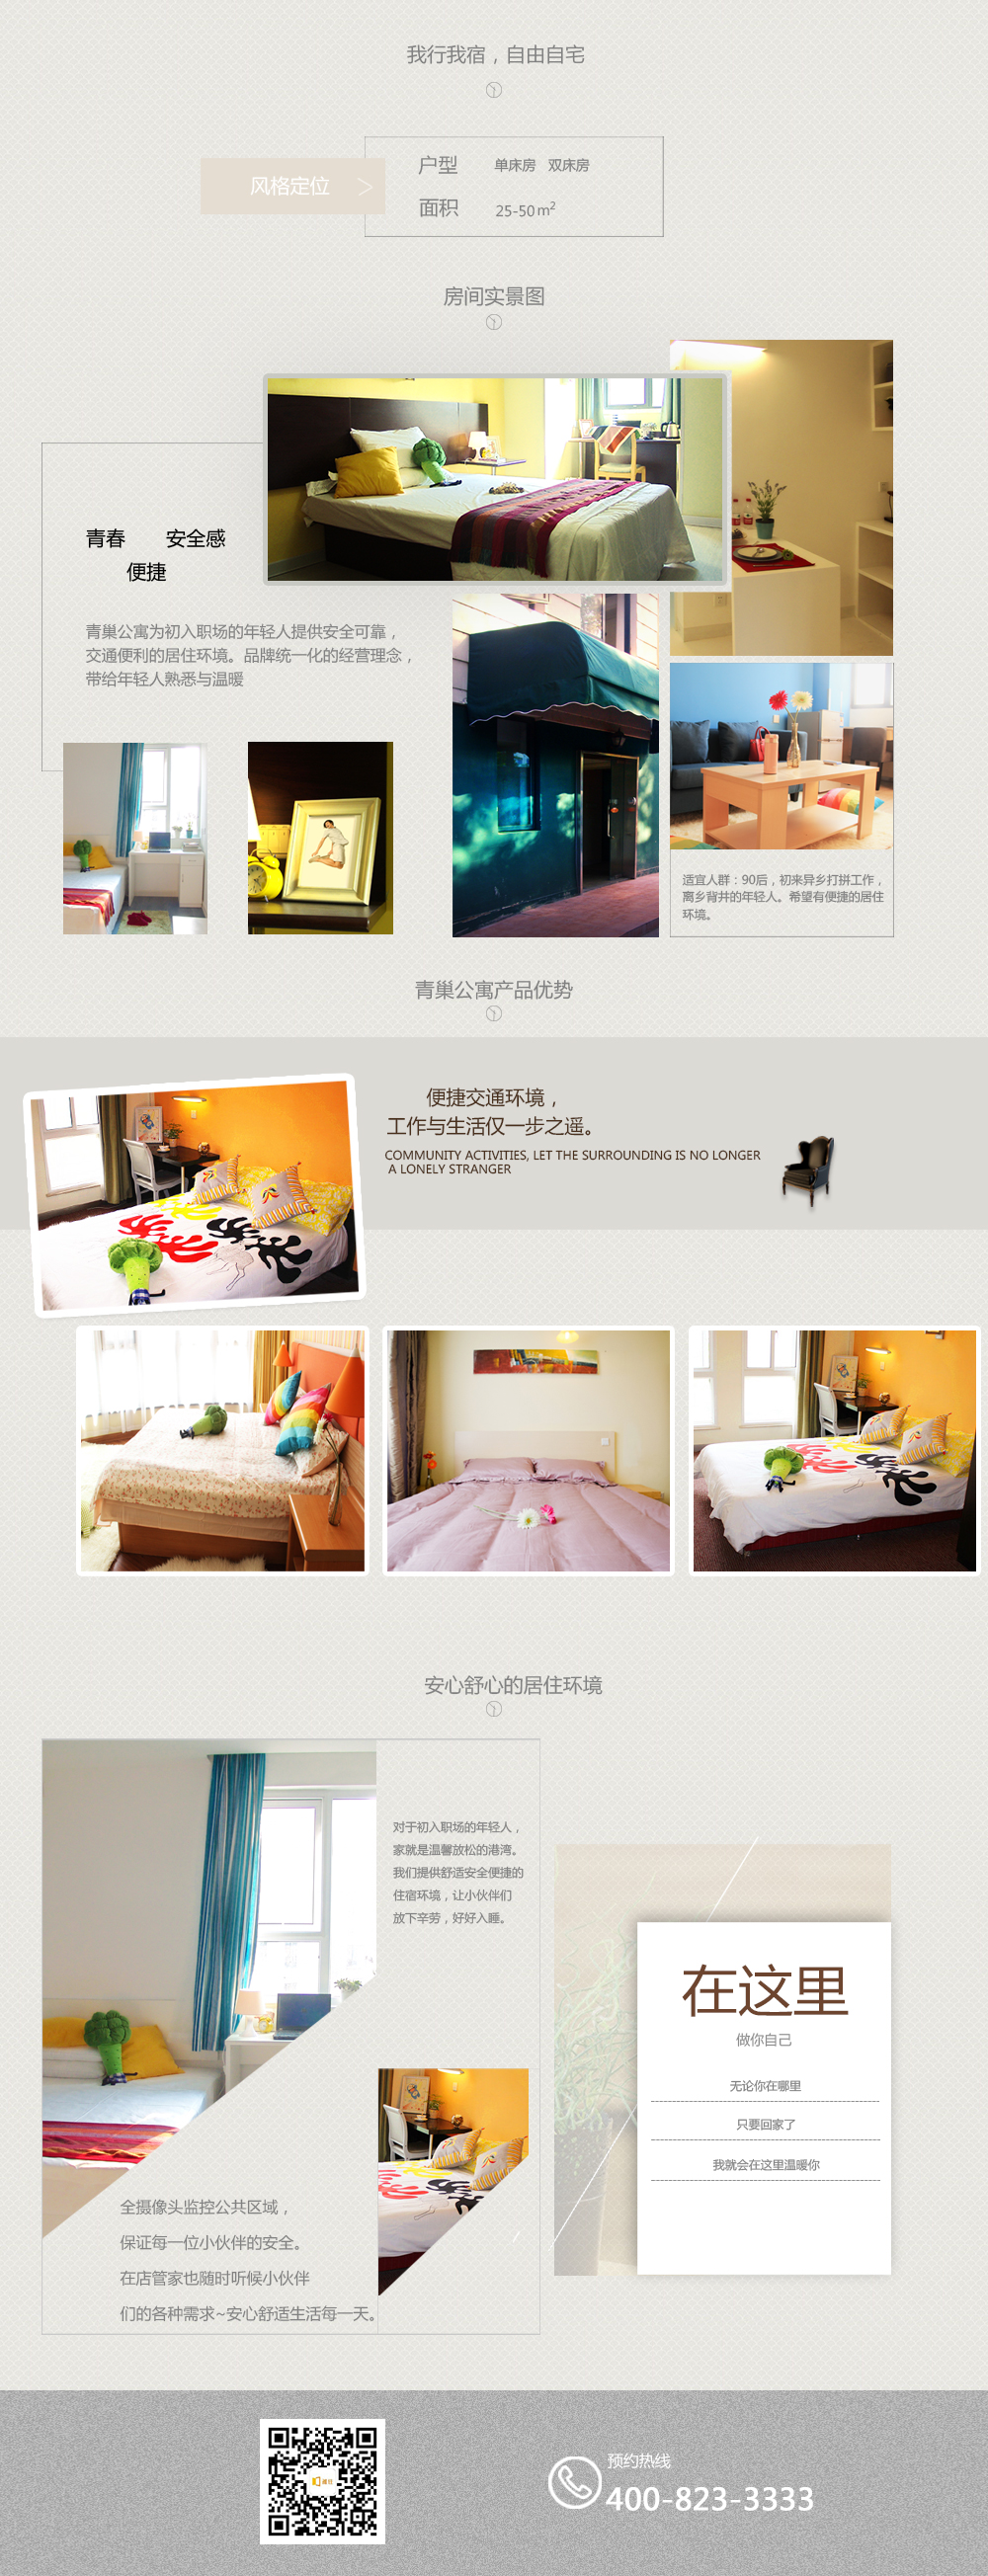 我行我宿，自由自宅
风格定位 >
户型 单床房 双床房
面积 25-50m²
房间实景图
青春 安全感
便捷
青巢公寓为初入职场的年轻人提供安全可靠，
交通便利的居住环境。品牌统一化的经营理念，
带给年轻人熟悉与温暖
适宜人群：90后，初来异乡打拼工作，
离乡背井的年轻人。希望有便捷的居住
环境。
青巢公寓产品优势
便捷交通环境，
工作与生活仅一步之遥。
COMMUNITY ACTIVITIES, LET THE SURROUNDING IS NO LONGER
A LONELY STRANGER
安心舒心的居住环境
对于初入职场的年轻人，
家就是温馨放松的港湾。
我们提供舒适安全便捷的
住宿环境，让小伙伴们
放下辛劳，好好入睡。
全摄像头监控公共区域，
保证每一位小伙伴的安全。
在店管家也随时听候小伙伴
们的各种需求~安心舒适生活每一天。
在这里
做你自己
无论你在哪里
只要回家了
我就会在这里温暖你
预约热线
400-823-3333